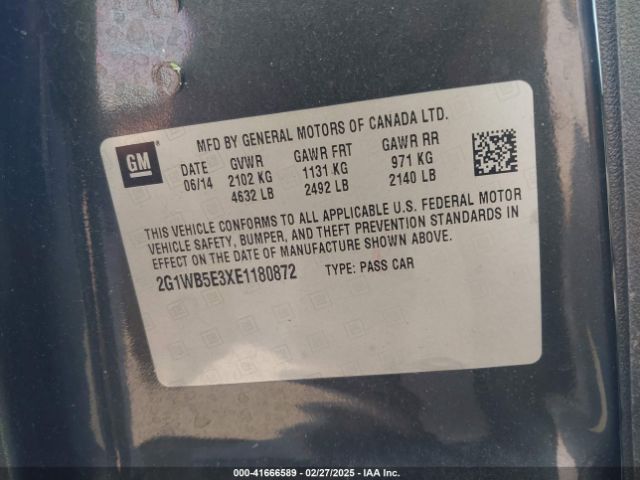 GM
MFD BY GENERAL MOTORS OF CANADA LTD.
DATE GVWR GAWR FRT GAWR RR
06/14 2102 KG 1131 KG 971 KG
4632 LB 2492 LB 2140 LB
THIS VEHICLE CONFORMS TO ALL APPLICABLE U.S. FEDERAL MOTOR
VEHICLE SAFETY, BUMPER, AND THEFT PREVENTION STANDARDS IN
EFFECT ON THE DATE OF MANUFACTURE SHOWN ABOVE.
2G1WB5E3XE1180872 TYPE: PASS CAR
000-41666589 - 02/27/2025 - IAA Inc.